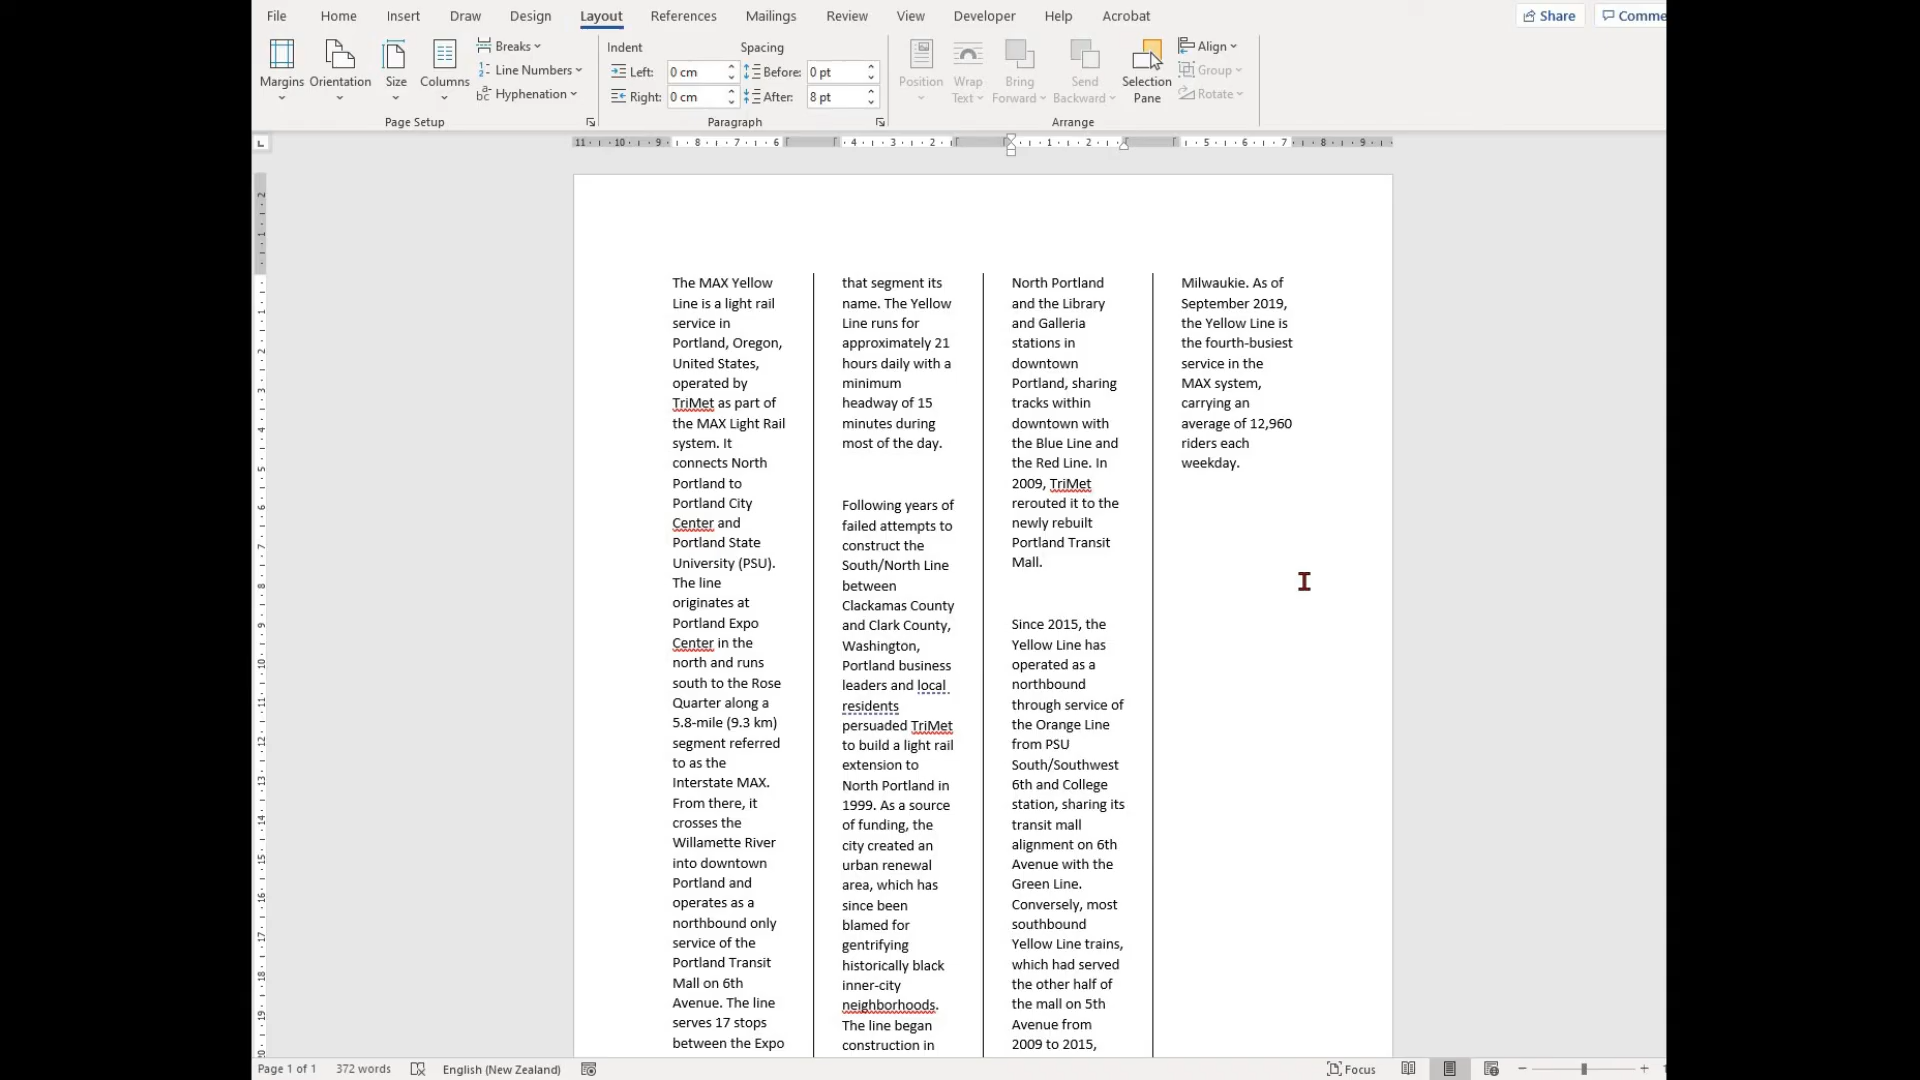 File Home Insert Draw Design Layout References Mailings Review View Developer Help Acrobat Share Comme
Margins Orientation Size Columns
Breaks
Line Numbers
Hyphenation
Page Setup
Indent
Left: 0 cm
Right: 0 cm
Spacing
Before: 0 pt
After: 8 pt
Paragraph
Position
Wrap
Text
Bring
Forward
Send
Backward
Selection
Pane
Align
Group
Rotate
Arrange
11 10 9 8 7 6 4 3 2 1 2 5 6 7 8 9
The MAX Yellow
Line is a light rail
service in
Portland, Oregon,
United States,
operated by
TriMet as part of
the MAX Light Rail
system. It
connects North
Portland to
Portland City
Center and
Portland State
University (PSU).
The line
originates at
Portland Expo
Center in the
north and runs
south to the Rose
Quarter along a
5.8-mile (9.3 km)
segment referred
to as the
Interstate MAX.
From there, it
crosses the
Willamette River
into downtown
Portland and
operates as a
northbound only
service of the
Portland Transit
Mall on 6th
Avenue. The line
serves 17 stops
between the Expo
that segment its
name. The Yellow
Line runs for
approximately 21
hours daily with a
minimum
headway of 15
minutes during
most of the day.
Following years of
failed attempts to
construct the
South/North Line
between
Clackamas County
and Clark County,
Washington,
Portland business
leaders and local
residents
persuaded TriMet
to build a light rail
extension to
North Portland in
1999. As a source
of funding, the
city created an
urban renewal
area, which has
since been
blamed for
gentrifying
historically black
inner-city
neighborhoods.
The line began
construction in
North Portland
and the Library
and Galleria
stations in
downtown
Portland, sharing
tracks within
downtown with
the Blue Line and
the Red Line. In
2009, TriMet
rerouted it to the
newly rebuilt
Portland Transit
Mall.
Since 2015, the
Yellow Line has
operated as a
northbound
through service of
the Orange Line
from PSU
South/Southwest
6th and College
station, sharing its
transit mall
alignment on 6th
Avenue with the
Green Line.
Conversely, most
southbound
Yellow Line trains,
which had served
the other half of
the mall on 5th
Avenue from
2009 to 2015,
Milwaukie. As of
September 2019,
the Yellow Line is
the fourth-busiest
service in the
MAX system,
carrying an
average of 12,960
riders each
weekday.
Page 1 of 1 372 words English (New Zealand) Focus